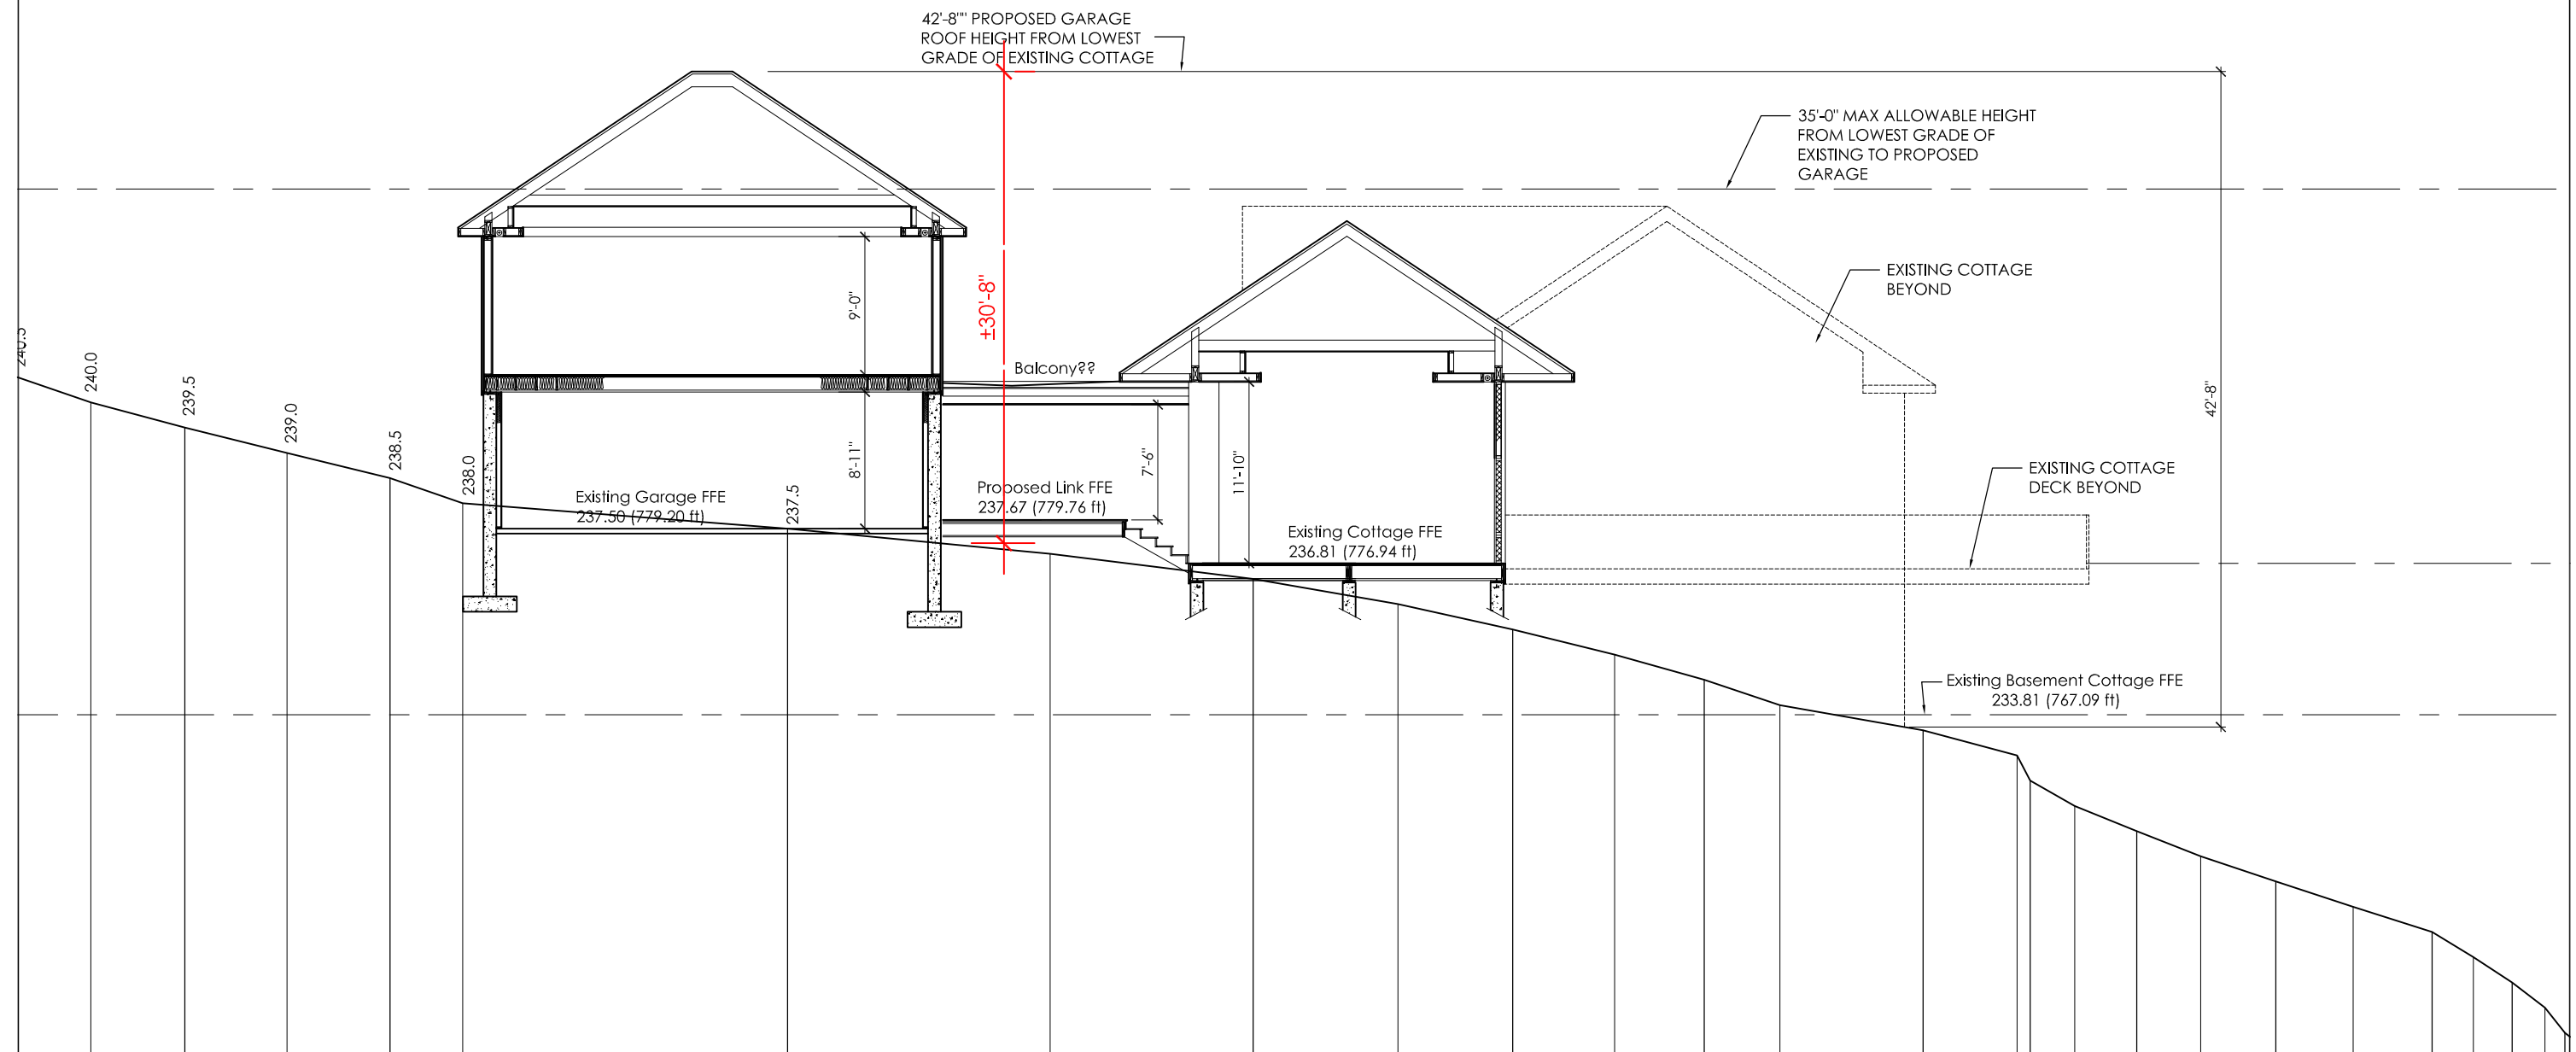 42'-8"" PROPOSED GARAGE
ROOF HEIGHT FROM LOWEST
GRADE OF EXISTING COTTAGE
35'-0" MAX ALLOWABLE HEIGHT
FROM LOWEST GRADE OF
EXISTING TO PROPOSED
GARAGE
EXISTING COTTAGE
BEYOND
±30'-8"
9'-0"
Balcony??
240.5
240.0
239.5
239.0
238.5
238.0
237.5
42'-8"
8'-11"
7'-6"
11'-10"
EXISTING COTTAGE
DECK BEYOND
Existing Garage FFE
237.50 (779.20 ft)
Proposed Link FFE
237.67 (779.76 ft)
Existing Cottage FFE
236.81 (776.94 ft)
Existing Basement Cottage FFE
233.81 (767.09 ft)